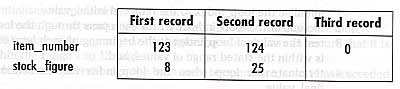 First record Second record Third record
item_number 123 124 0
stock_figure 8 25